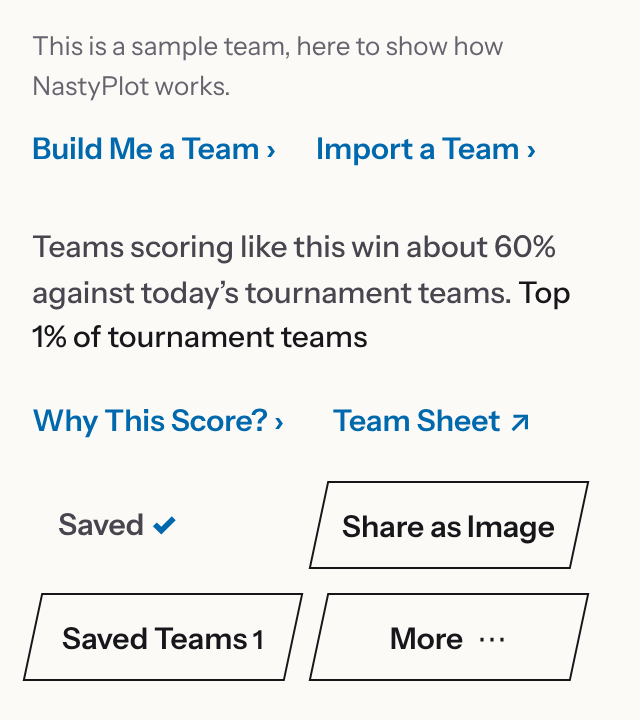 This is a sample team, here to show how
NastyPlot works.
Build Me a Team ›
Import a Team ›
Teams scoring like this win about 60%
against today’s tournament teams. Top
1% of tournament teams
Why This Score? ›
Team Sheet ↗
Saved ✔
Share as Image
Saved Teams 1
More ···